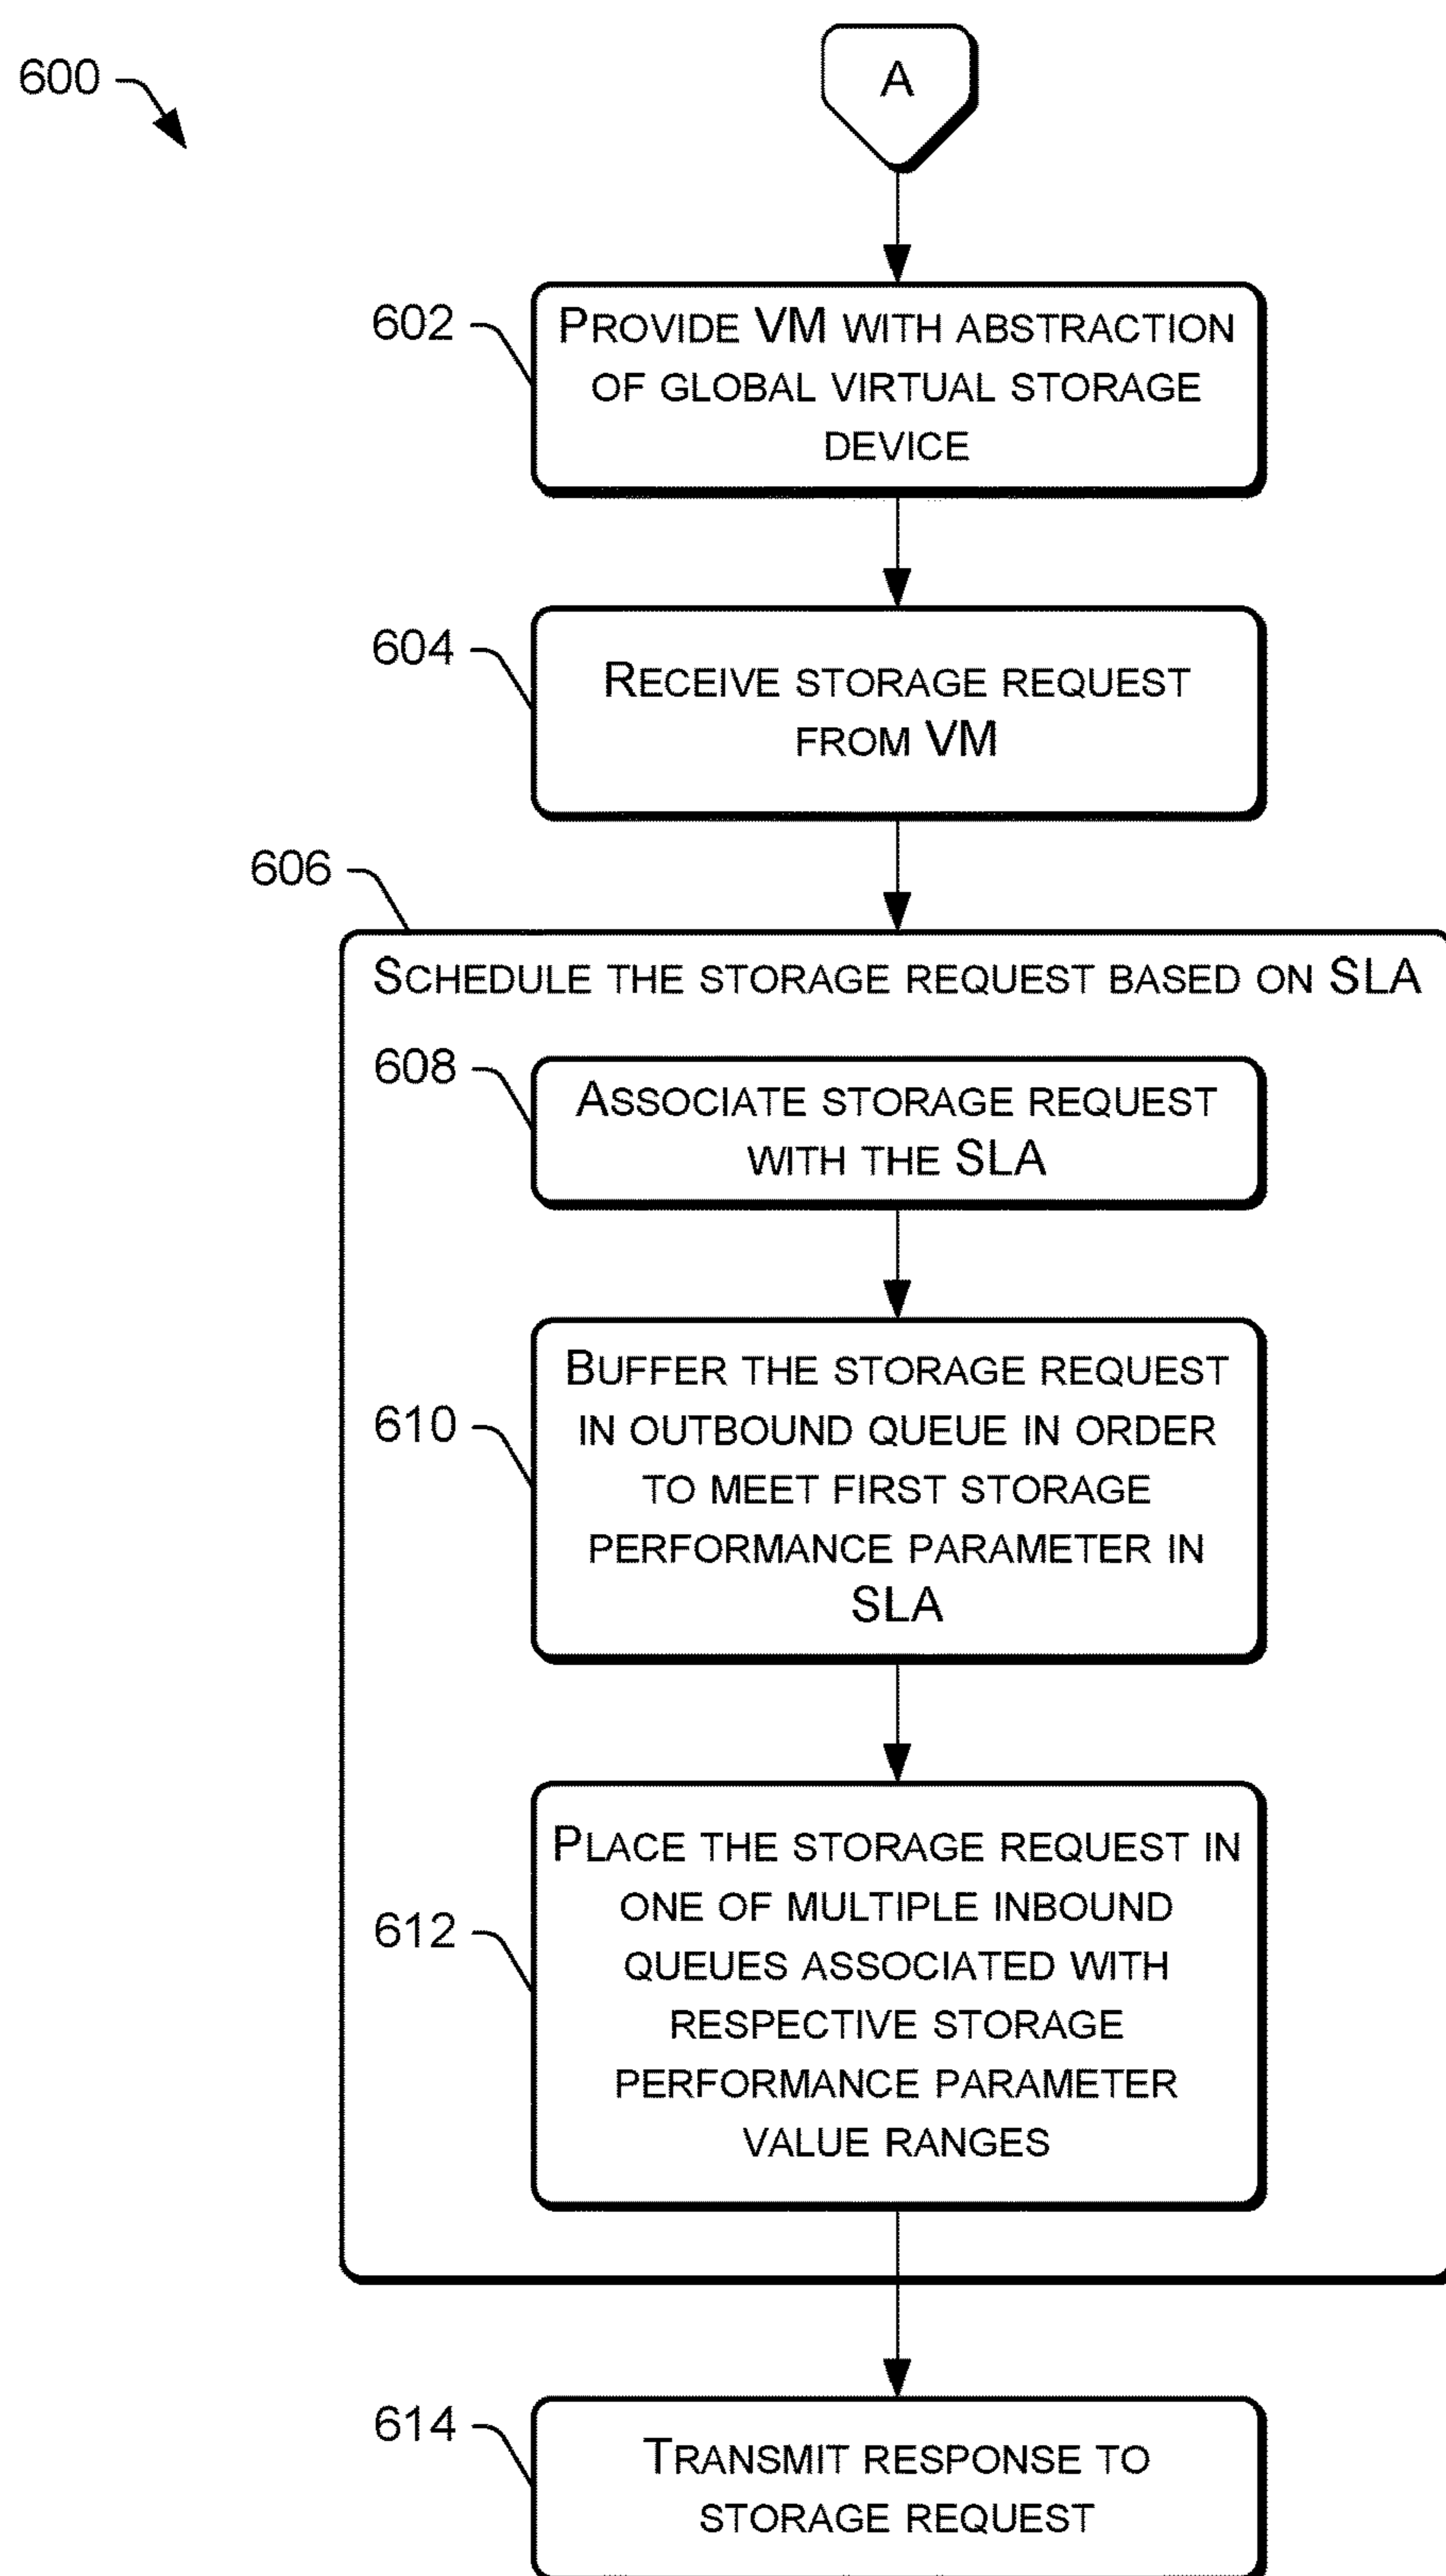 600
A
602
PROVIDE VM WITH ABSTRACTION
OF GLOBAL VIRTUAL STORAGE
DEVICE
604
RECEIVE STORAGE REQUEST
FROM VM
606
SCHEDULE THE STORAGE REQUEST BASED ON SLA
608
ASSOCIATE STORAGE REQUEST
WITH THE SLA
610
BUFFER THE STORAGE REQUEST
IN OUTBOUND QUEUE IN ORDER
TO MEET FIRST STORAGE
PERFORMANCE PARAMETER IN
SLA
612
PLACE THE STORAGE REQUEST IN
ONE OF MULTIPLE INBOUND
QUEUES ASSOCIATED WITH
RESPECTIVE STORAGE
PERFORMANCE PARAMETER
VALUE RANGES
614
TRANSMIT RESPONSE TO
STORAGE REQUEST